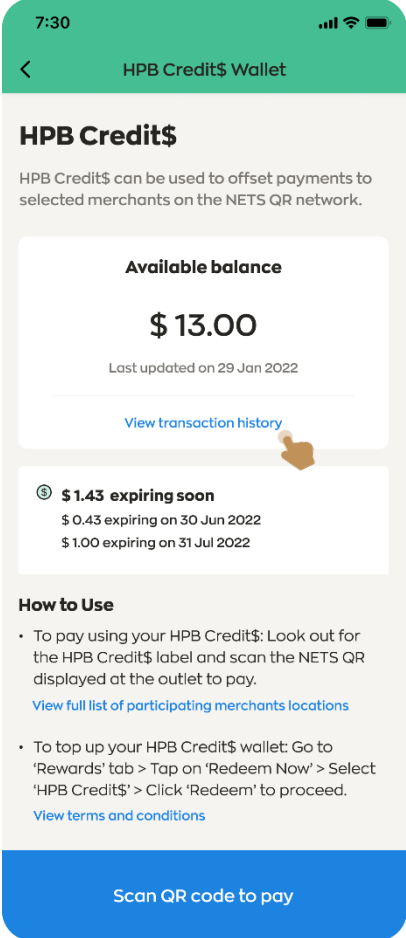 7:30
HPB Credit$ Wallet
HPB Credit$
HPB Credit$ can be used to offset payments to
selected merchants on the NETS QR network.
Available balance
$ 13.00
Last updated on 29 Jan 2022
View transaction history
$ 1.43 expiring soon
$ 0.43 expiring on 30 Jun 2022
$ 1.00 expiring on 31 Jul 2022
How to Use
• To pay using your HPB Credit$: Look out for
the HPB Credit$ label and scan the NETS QR
displayed at the outlet to pay.
View full list of participating merchants locations
• To top up your HPB Credit$ wallet: Go to
‘Rewards’ tab > Tap on ‘Redeem Now’ > Select
‘HPB Credit$’ > Click ‘Redeem’ to proceed.
View terms and conditions
Scan QR code to pay